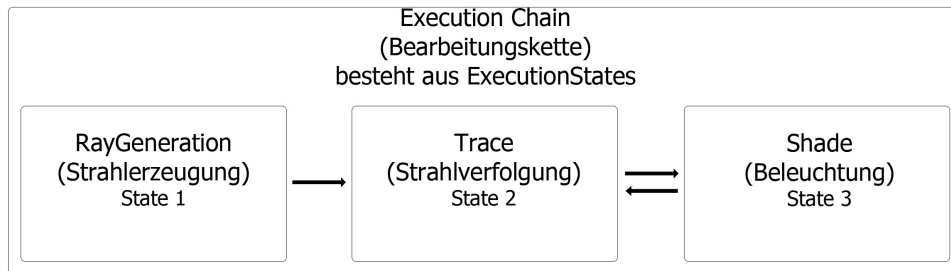 Execution Chain
(Bearbeitungskette)
besteht aus ExecutionStates
RayGeneration
(Strahlerzeugung)
State 1
Trace
(Strahlverfolgung)
State 2
Shade
(Beleuchtung)
State 3